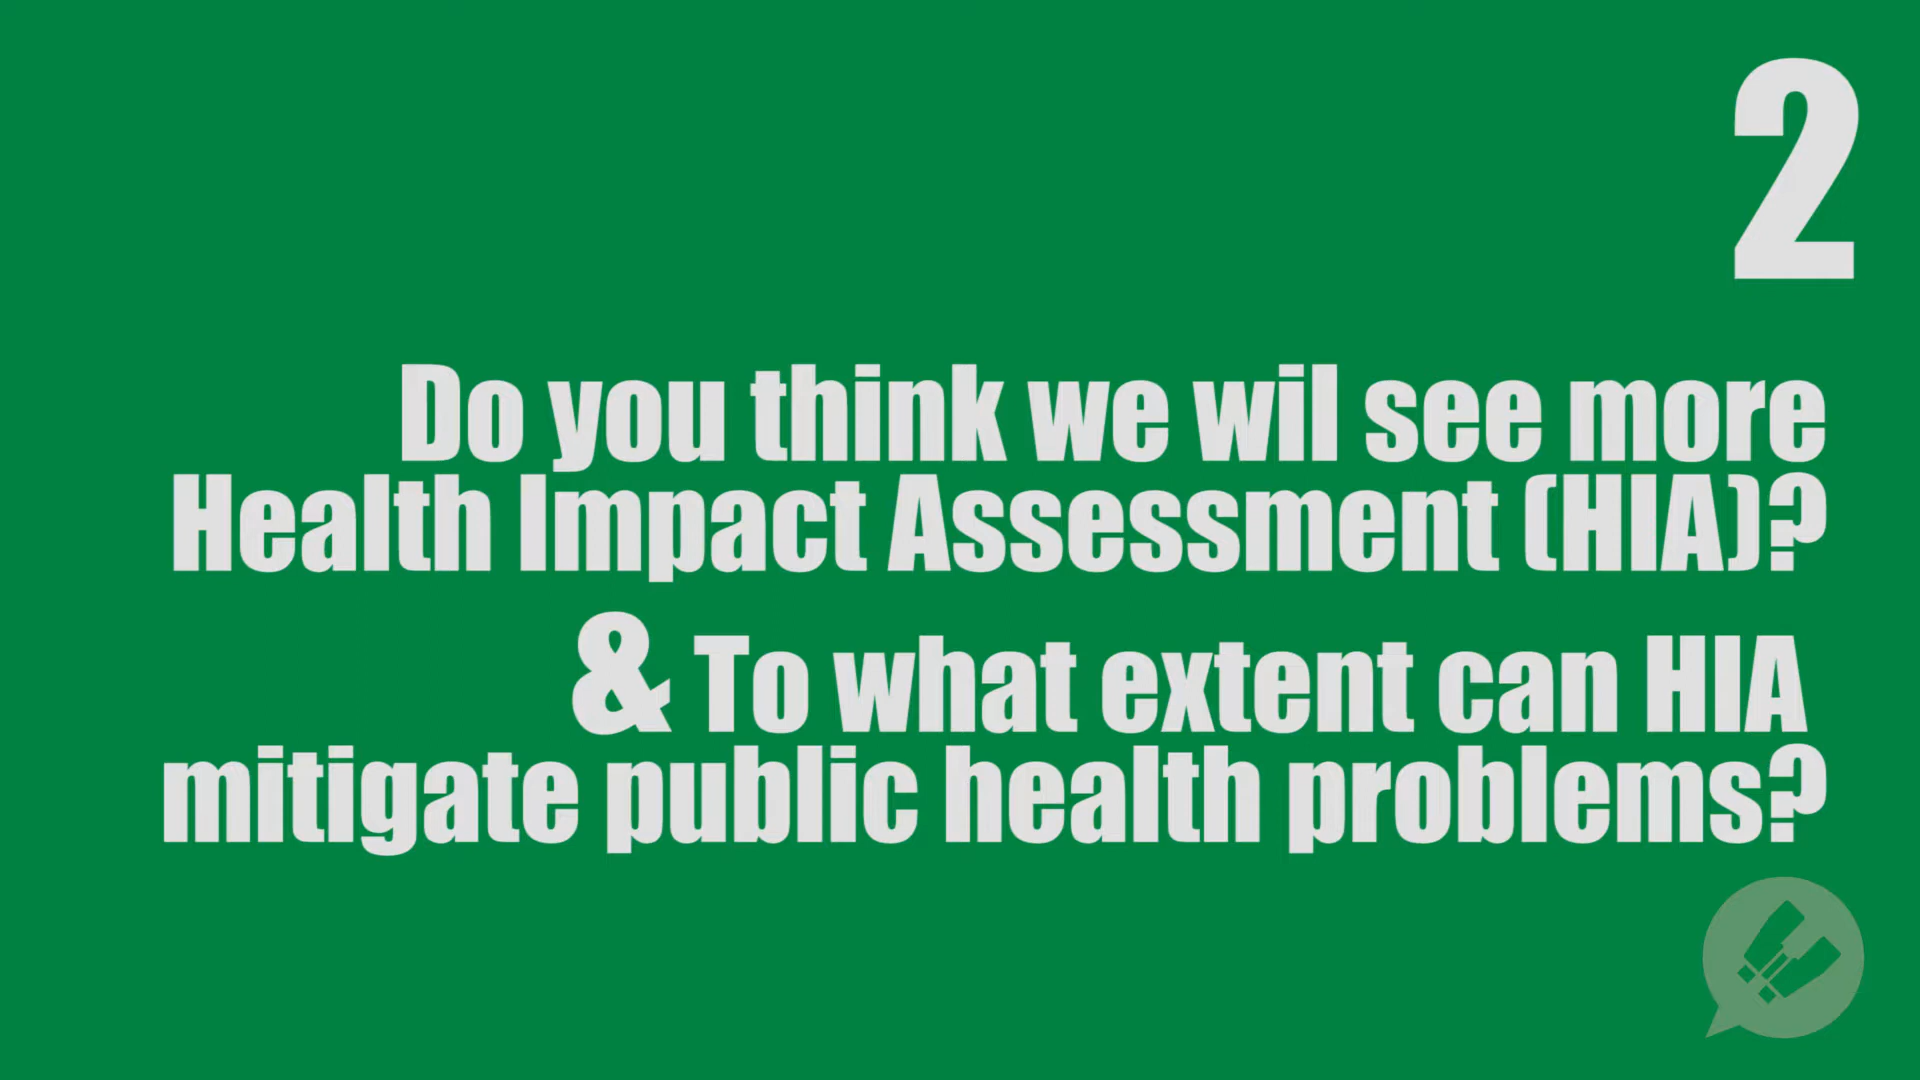 2
Do you think we wil see more
Health Impact Assessment (HIA)?
& To what extent can HIA
mitigate public health problems?